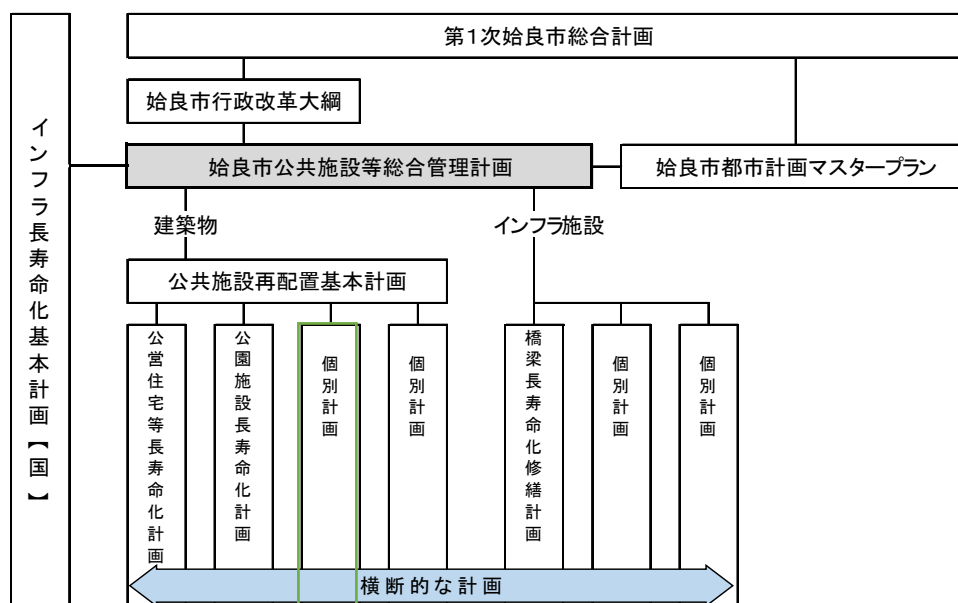 第1次姶良市総合計画
姶良市行政改革大綱
インフラ長寿命化基本計画【国】
姶良市公共施設等総合管理計画
姶良市都市計画マスタープラン
建築物
インフラ施設
公共施設再配置基本計画
公営住宅等長寿命化計画
公園施設長寿命化計画
個別計画
個別計画
橋梁長寿命化修繕計画
個別計画
個別計画
横断的な計画